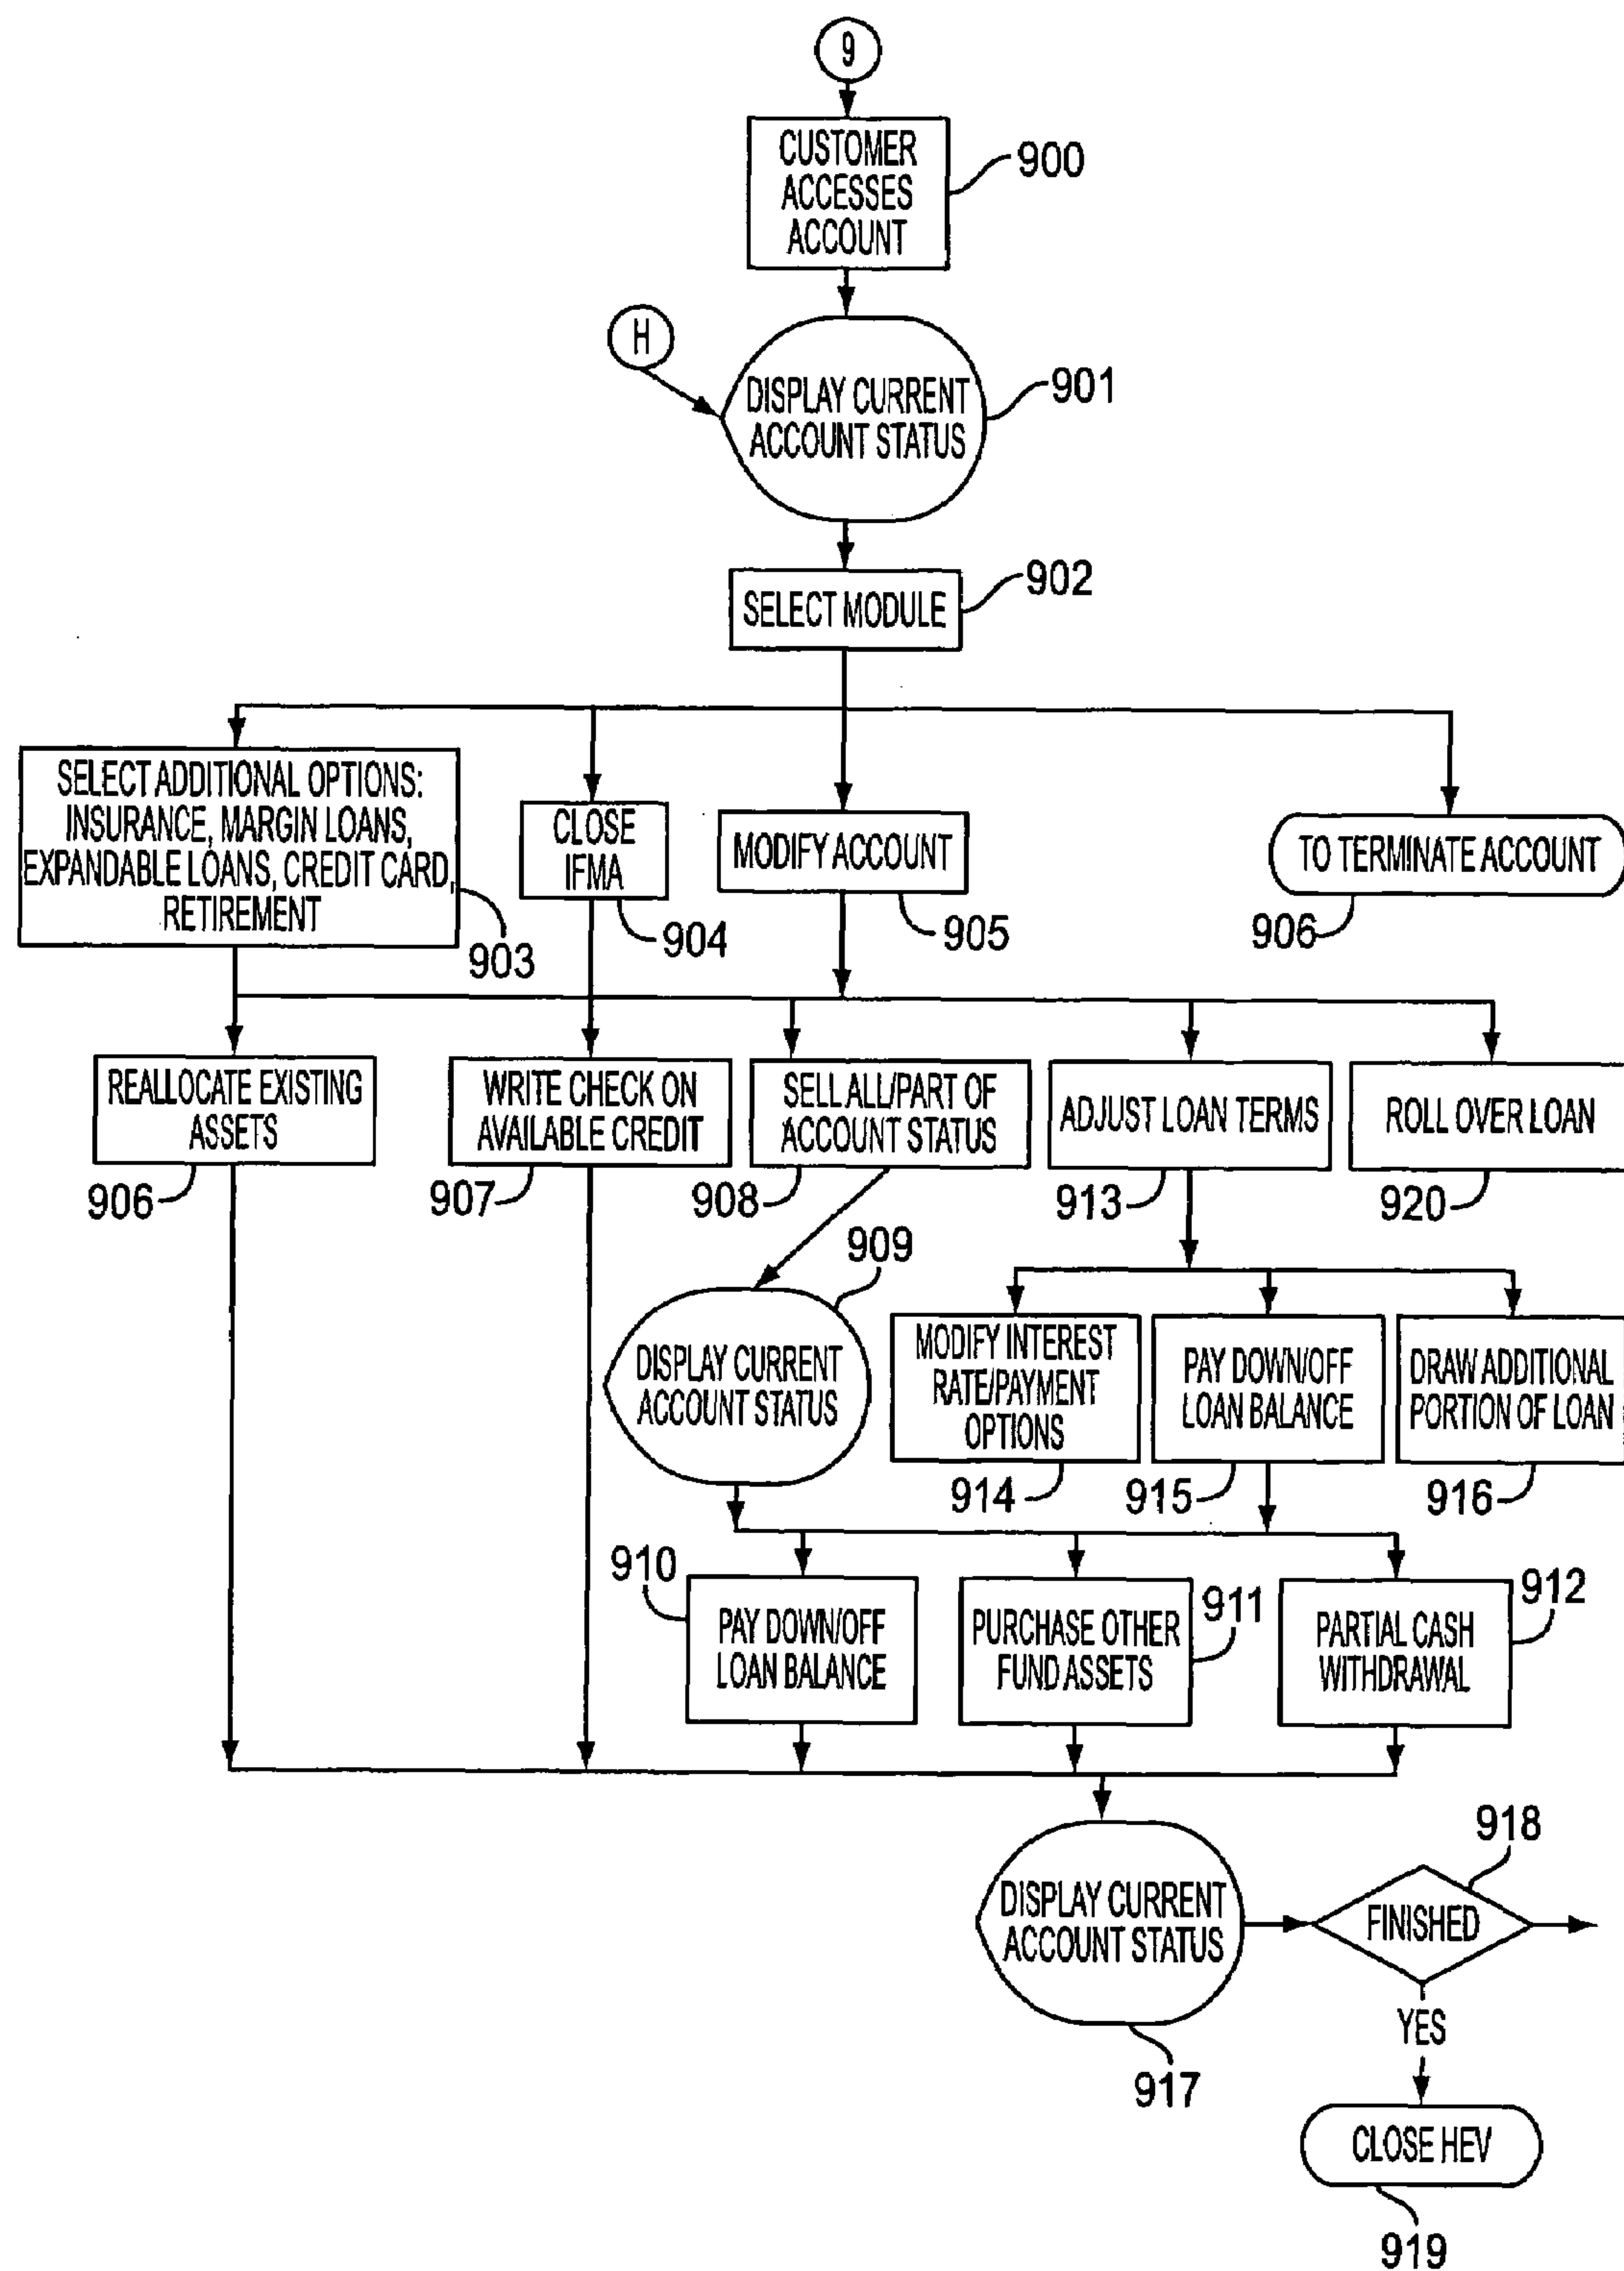 9
CUSTOMER
ACCESSES
ACCOUNT
900
H
DISPLAY CURRENT
ACCOUNT STATUS
901
SELECT MODULE
902
SELECT ADDITIONAL OPTIONS:
INSURANCE, MARGIN LOANS,
EXPANDABLE LOANS, CREDIT CARD,
RETIREMENT
903
CLOSE
IFMA
904
MODIFY ACCOUNT
905
TO TERMINATE ACCOUNT
906
REALLOCATE EXISTING
ASSETS
906
WRITE CHECK ON
AVAILABLE CREDIT
907
SELL ALL/PART OF
ACCOUNT STATUS
908
ADJUST LOAN TERMS
913
ROLL OVER LOAN
920
909
DISPLAY CURRENT
ACCOUNT STATUS
MODIFY INTEREST
RATE/PAYMENT
OPTIONS
914
PAY DOWN/OFF
LOAN BALANCE
915
DRAW ADDITIONAL
PORTION OF LOAN
916
910
PAY DOWN/OFF
LOAN BALANCE
PURCHASE OTHER
FUND ASSETS
911
PARTIAL CASH
WITHDRAWAL
912
DISPLAY CURRENT
ACCOUNT STATUS
917
918
FINISHED
YES
CLOSE HEV
919